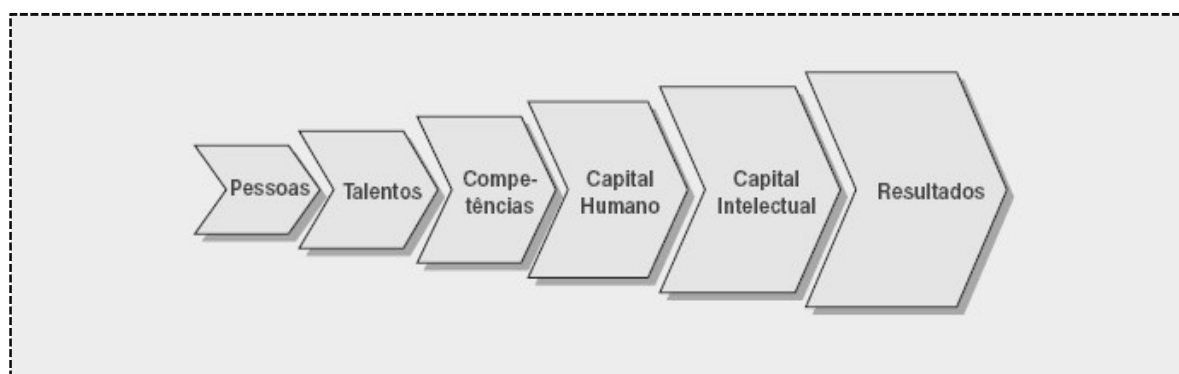 Pessoas
Talentos
Compe-
tências
Capital
Humano
Capital
Intelectual
Resultados